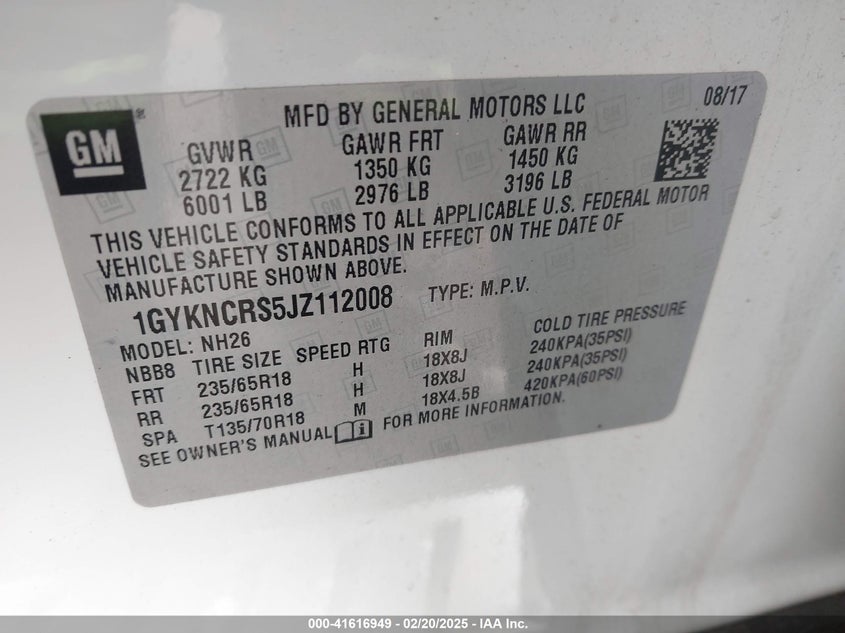 GM
MFD BY GENERAL MOTORS LLC 08/17
GVWR GAWR FRT GAWR RR
2722 KG 1350 KG 1450 KG
6001 LB 2976 LB 3196 LB
THIS VEHICLE CONFORMS TO ALL APPLICABLE U.S. FEDERAL MOTOR
VEHICLE SAFETY STANDARDS IN EFFECT ON THE DATE OF
MANUFACTURE SHOWN ABOVE.
1GYKNCRS5JZ112008 TYPE: M.P.V.
MODEL: NH26
NBB8 TIRE SIZE SPEED RTG RIM COLD TIRE PRESSURE
FRT 235/65R18 H 18X8J 240KPA(35PSI)
RR 235/65R18 H 18X8J 240KPA(35PSI)
SPA T135/70R18 M 18X4.5B 420KPA(60PSI)
SEE OWNER'S MANUAL FOR MORE INFORMATION.
000-41616949 - 02/20/2025 - IAA Inc.